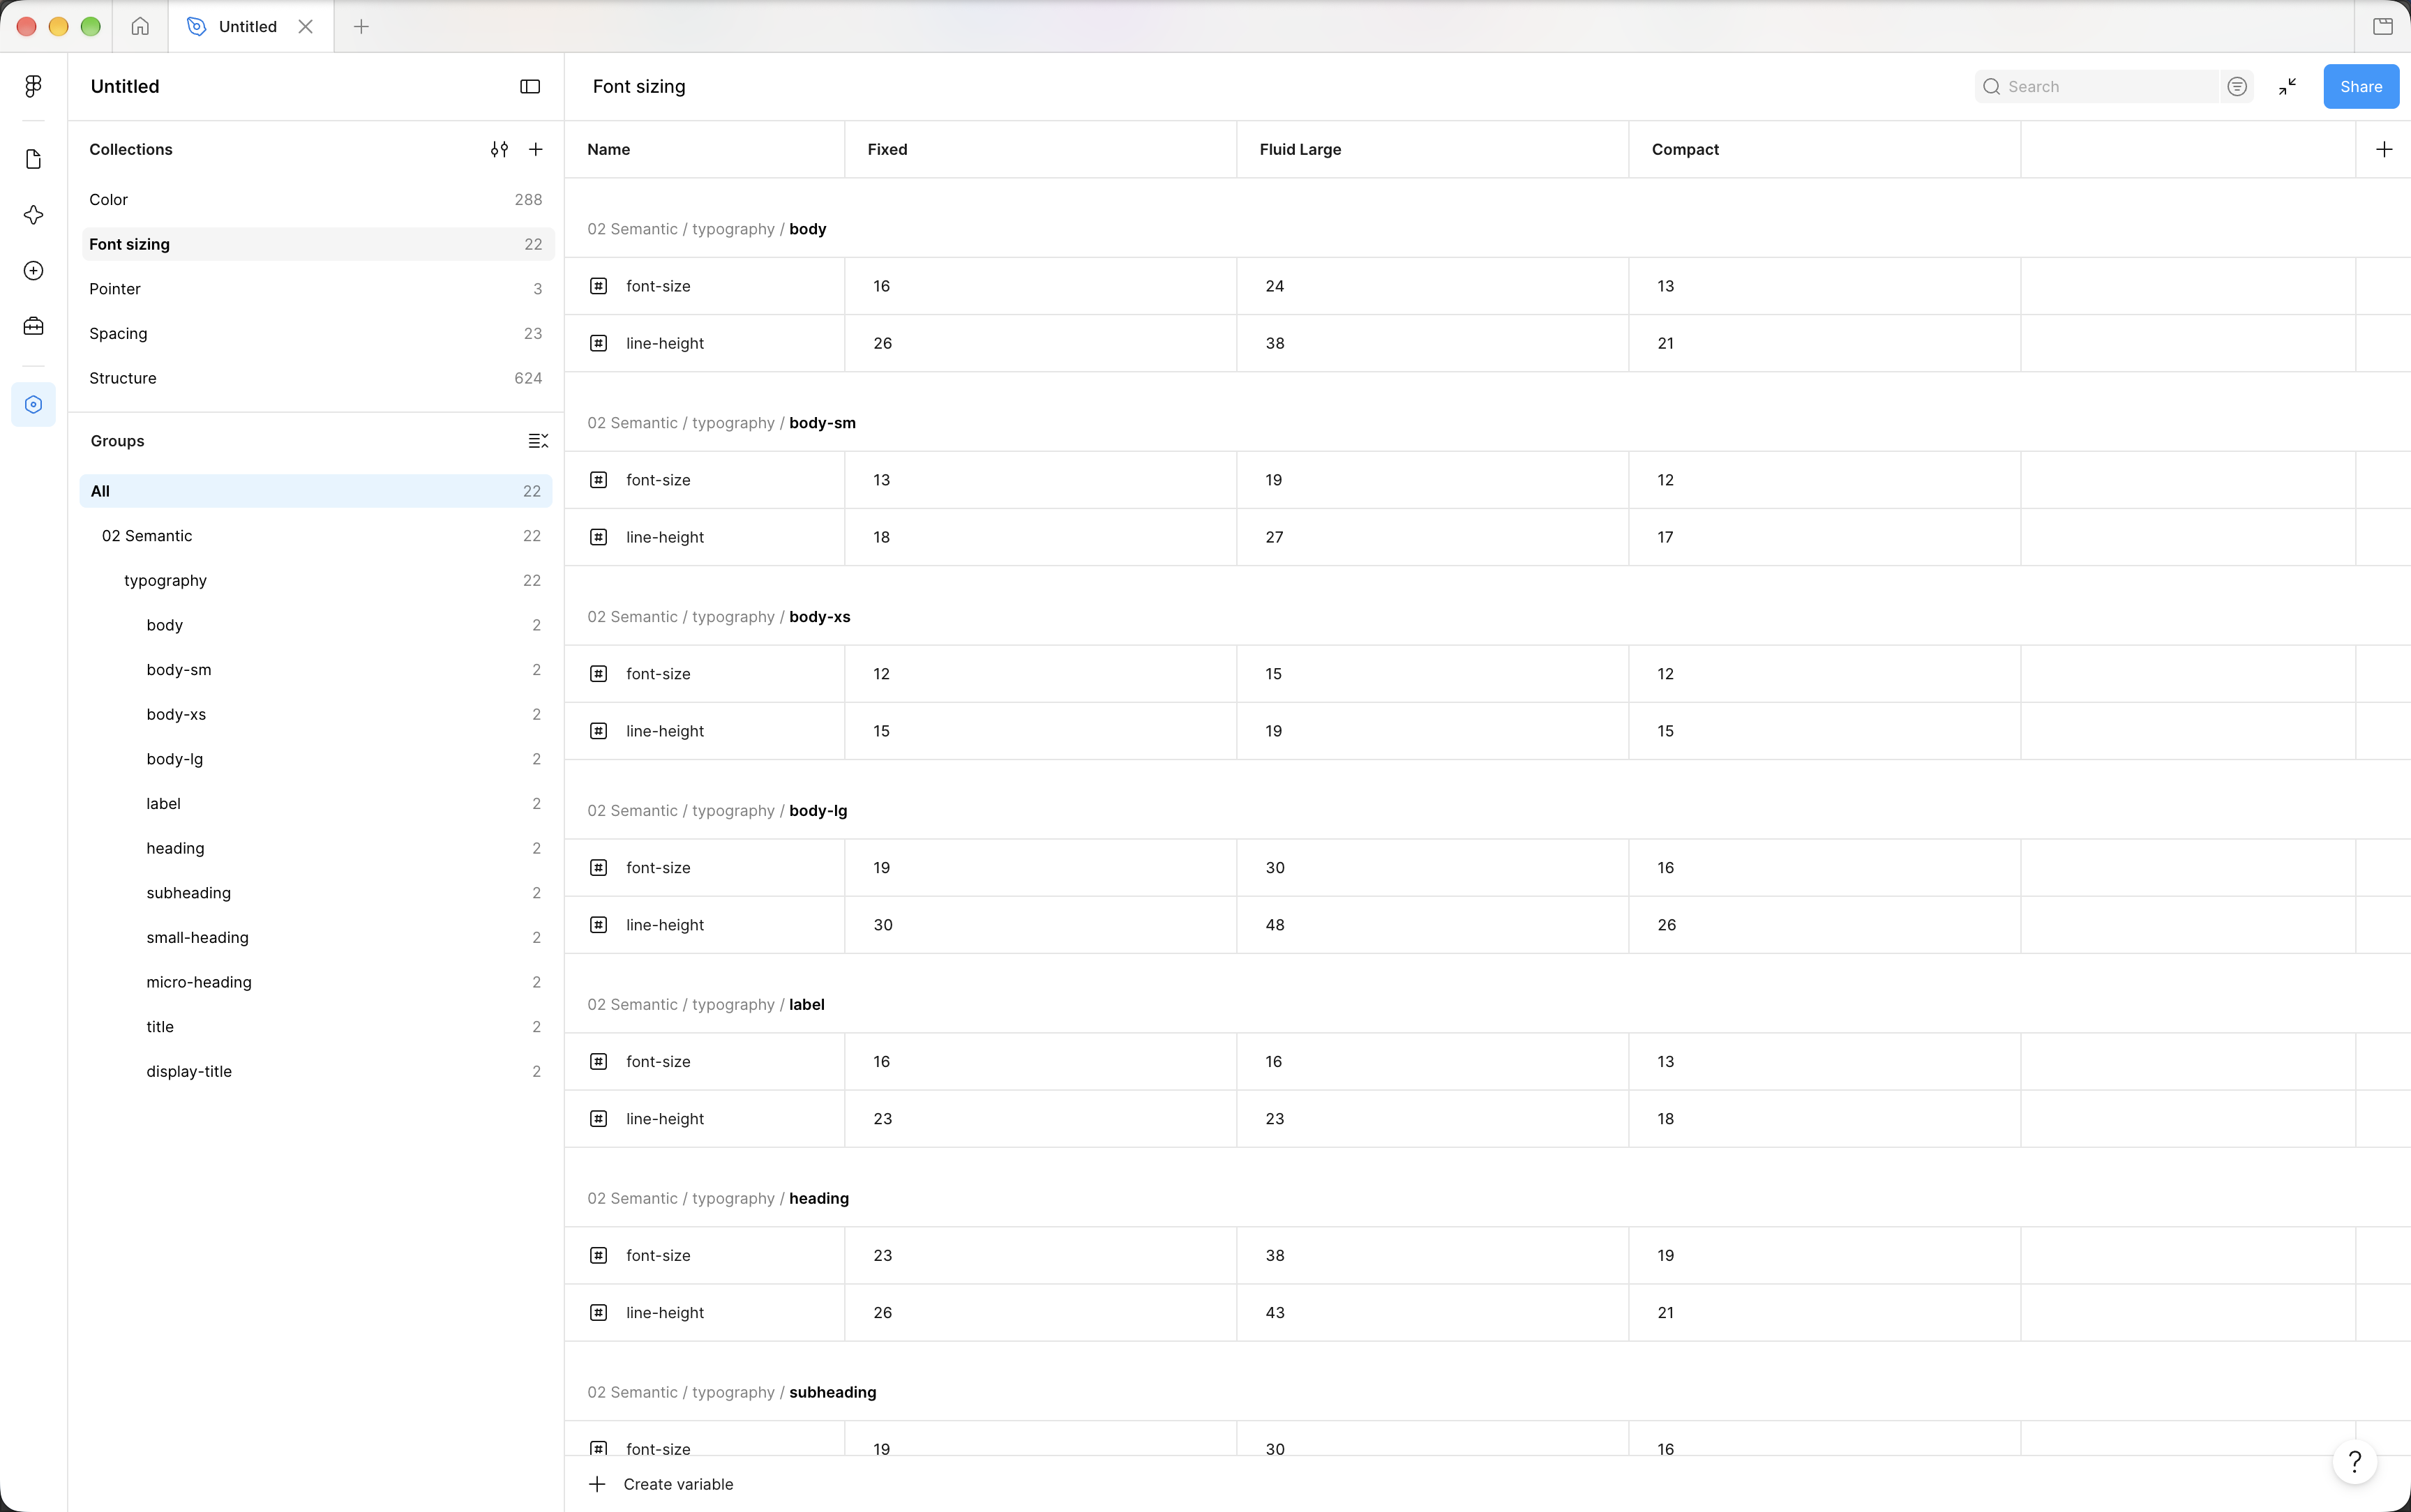 Untitled
Untitled
Font sizing
Search
Share
Collections
Color 288
Font sizing 22
Pointer 3
Spacing 23
Structure 624
Groups
All 22
02 Semantic 22
typography 22
body 2
body-sm 2
body-xs 2
body-lg 2
label 2
heading 2
subheading 2
small-heading 2
micro-heading 2
title 2
display-title 2
Name Fixed Fluid Large Compact
02 Semantic / typography / body
font-size 16 24 13
line-height 26 38 21
02 Semantic / typography / body-sm
font-size 13 19 12
line-height 18 27 17
02 Semantic / typography / body-xs
font-size 12 15 12
line-height 15 19 15
02 Semantic / typography / body-lg
font-size 19 30 16
line-height 30 48 26
02 Semantic / typography / label
font-size 16 16 13
line-height 23 23 18
02 Semantic / typography / heading
font-size 23 38 19
line-height 26 43 21
02 Semantic / typography / subheading
font-size 19 30 16
Create variable
?